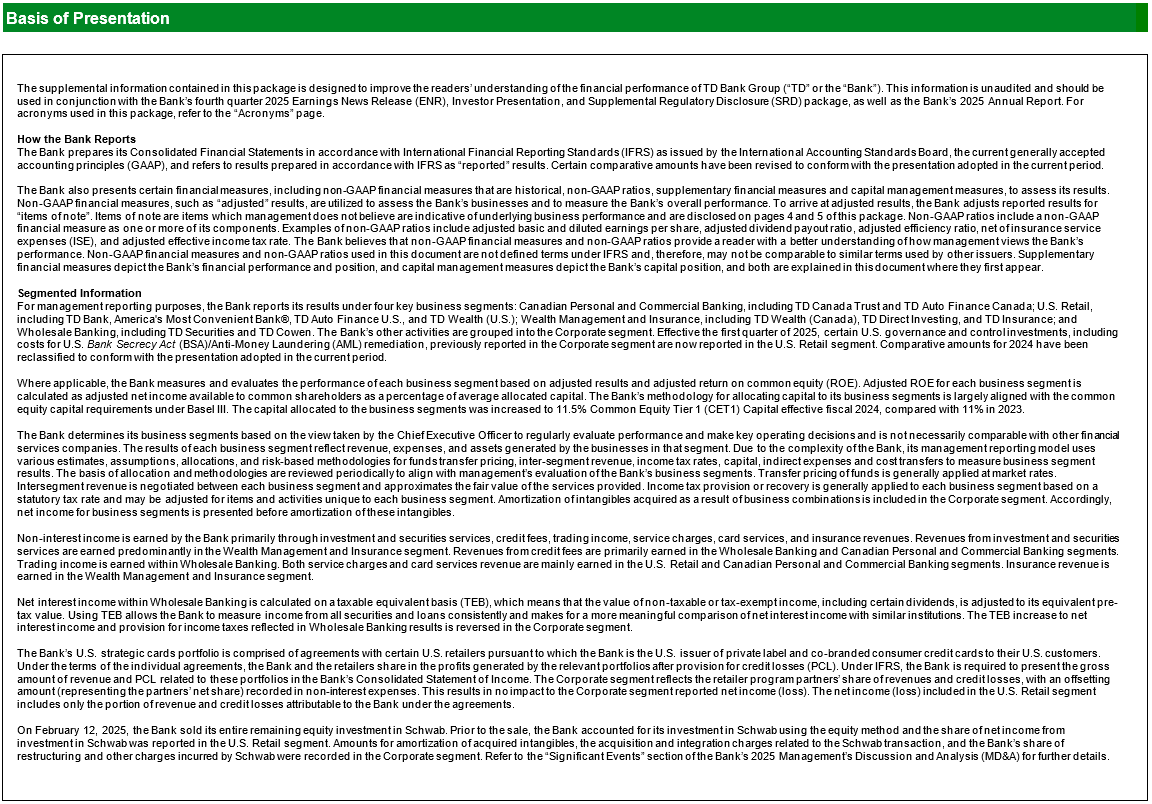 Basis of Presentation
The supplemental information contained in this package is designed to improve the readers' understanding of the financial performance of TD Bank Group (“TD” or the “Bank”). This information is unaudited and should be
used in conjunction with the Bank's fourth quarter 2025 Earnings News Release (ENR), Investor Presentation, and Supplemental Regulatory Disclosure (SRD) package, as well as the Bank's 2025 Annual Report. For
acronyms used in this package, refer to the “Acronyms” page.
How the Bank Reports
The Bank prepares its Consolidated Financial Statements in accordance with International Financial Reporting Standards (IFRS) as issued by the International Accounting Standards Board, the current generally accepted
accounting principles (GAAP), and refers to results prepared in accordance with IFRS as “reported” results. Certain comparative amounts have been revised to conform with the presentation adopted in the current period.
The Bank also presents certain financial measures, including non-GAAP financial measures that are historical, non-GAAP ratios, supplementary financial measures and capital management measures, to assess its results.
Non-GAAP financial measures, such as “adjusted” results, are utilized to assess the Bank's businesses and to measure the Bank's overall performance. To arrive at adjusted results, the Bank adjusts reported results for
“items of note”. Items of note are items which management does not believe are indicative of underlying business performance and are disclosed on pages 4 and 5 of this package. Non-GAAP ratios include a non-GAAP
financial measure as one or more of its components. Examples of non-GAAP ratios include adjusted basic and diluted earnings per share, adjusted dividend payout ratio, adjusted efficiency ratio, net of insurance service
expenses (ISE), and adjusted effective income tax rate. The Bank believes that non-GAAP financial measures and non-GAAP ratios provide a reader with a better understanding of how management views the Bank's
performance. Non-GAAP financial measures and non-GAAP ratios used in this document are not defined terms under IFRS and, therefore, may not be comparable to similar terms used by other issuers. Supplementary
financial measures depict the Bank's financial performance and position, and capital management measures depict the Bank's capital position, and both are explained in this document where they first appear.
Segmented Information
For management reporting purposes, the Bank reports its results under four key business segments: Canadian Personal and Commercial Banking, including TD Canada Trust and TD Auto Finance Canada; U.S. Retail,
including TD Bank, America's Most Convenient Bank®, TD Auto Finance U.S., and TD Wealth (U.S.); Wealth Management and Insurance, including TD Wealth (Canada), TD Direct Investing, and TD Insurance; and
Wholesale Banking, including TD Securities and TD Cowen. The Bank's other activities are grouped into the Corporate segment. Effective the first quarter of 2025, certain U.S. governance and control investments, including
costs for U.S. Bank Secrecy Act (BSA)/Anti-Money Laundering (AML) remediation, previously reported in the Corporate segment are now reported in the U.S. Retail segment. Comparative amounts for 2024 have been
reclassified to conform with the presentation adopted in the current period.
Where applicable, the Bank measures and evaluates the performance of each business segment based on adjusted results and adjusted return on common equity (ROE). Adjusted ROE for each business segment is
calculated as adjusted net income available to common shareholders as a percentage of average allocated capital. The Bank's methodology for allocating capital to its business segments is largely aligned with the common
equity capital requirements under Basel III. The capital allocated to the business segments was increased to 11.5% Common Equity Tier 1 (CET1) Capital effective fiscal 2024, compared with 11% in 2023.
The Bank determines its business segments based on the view taken by the Chief Executive Officer to regularly evaluate performance and make key operating decisions and is not necessarily comparable with other financial
services companies. The results of each business segment reflect revenue, expenses, and assets generated by the businesses in that segment. Due to the complexity of the Bank, its management reporting model uses
various estimates, assumptions, allocations, and risk-based methodologies for funds transfer pricing, inter-segment revenue, income tax rates, capital, indirect expenses and cost transfers to measure business segment
results. The basis of allocation and methodologies are reviewed periodically to align with management's evaluation of the Bank's business segments. Transfer pricing of funds is generally applied at market rates.
Intersegment revenue is negotiated between each business segment and approximates the fair value of the services provided. Income tax provision or recovery is generally applied to each business segment based on a
statutory tax rate and may be adjusted for items and activities unique to each business segment. Amortization of intangibles acquired as a result of business combinations is included in the Corporate segment. Accordingly,
net income for business segments is presented before amortization of these intangibles.
Non-interest income is earned by the Bank primarily through investment and securities services, credit fees, trading income, service charges, card services, and insurance revenues. Revenues from investment and securities
services are earned predominantly in the Wealth Management and Insurance segment. Revenues from credit fees are primarily earned in the Wholesale Banking and Canadian Personal and Commercial Banking segments.
Trading income is earned within Wholesale Banking. Both service charges and card services revenue are mainly earned in the U.S. Retail and Canadian Personal and Commercial Banking segments. Insurance revenue is
earned in the Wealth Management and Insurance segment.
Net interest income within Wholesale Banking is calculated on a taxable equivalent basis (TEB), which means that the value of non-taxable or tax-exempt income, including certain dividends, is adjusted to its equivalent pre-
tax value. Using TEB allows the Bank to measure income from all securities and loans consistently and makes for a more meaningful comparison of net interest income with similar institutions. The TEB increase to net
interest income and provision for income taxes reflected in Wholesale Banking results is reversed in the Corporate segment.
The Bank's U.S. strategic cards portfolio is comprised of agreements with certain U.S. retailers pursuant to which the Bank is the U.S. issuer of private label and co-branded consumer credit cards to their U.S. customers.
Under the terms of the individual agreements, the Bank and the retailers share in the profits generated by the relevant portfolios after provision for credit losses (PCL). Under IFRS, the Bank is required to present the gross
amount of revenue and PCL related to these portfolios in the Bank's Consolidated Statement of Income. The Corporate segment reflects the retailer program partners' share of revenues and credit losses, with an offsetting
amount (representing the partners' net share) recorded in non-interest expenses. This results in no impact to the Corporate segment reported net income (loss). The net income (loss) included in the U.S. Retail segment
includes only the portion of revenue and credit losses attributable to the Bank under the agreements.
On February 12, 2025, the Bank sold its entire remaining equity investment in Schwab. Prior to the sale, the Bank accounted for its investment in Schwab using the equity method and the share of net income from
investment in Schwab was reported in the U.S. Retail segment. Amounts for amortization of acquired intangibles, the acquisition and integration charges related to the Schwab transaction, and the Bank's share of
restructuring and other charges incurred by Schwab were recorded in the Corporate segment. Refer to the “Significant Events” section of the Bank's 2025 Management's Discussion and Analysis (MD&A) for further details.